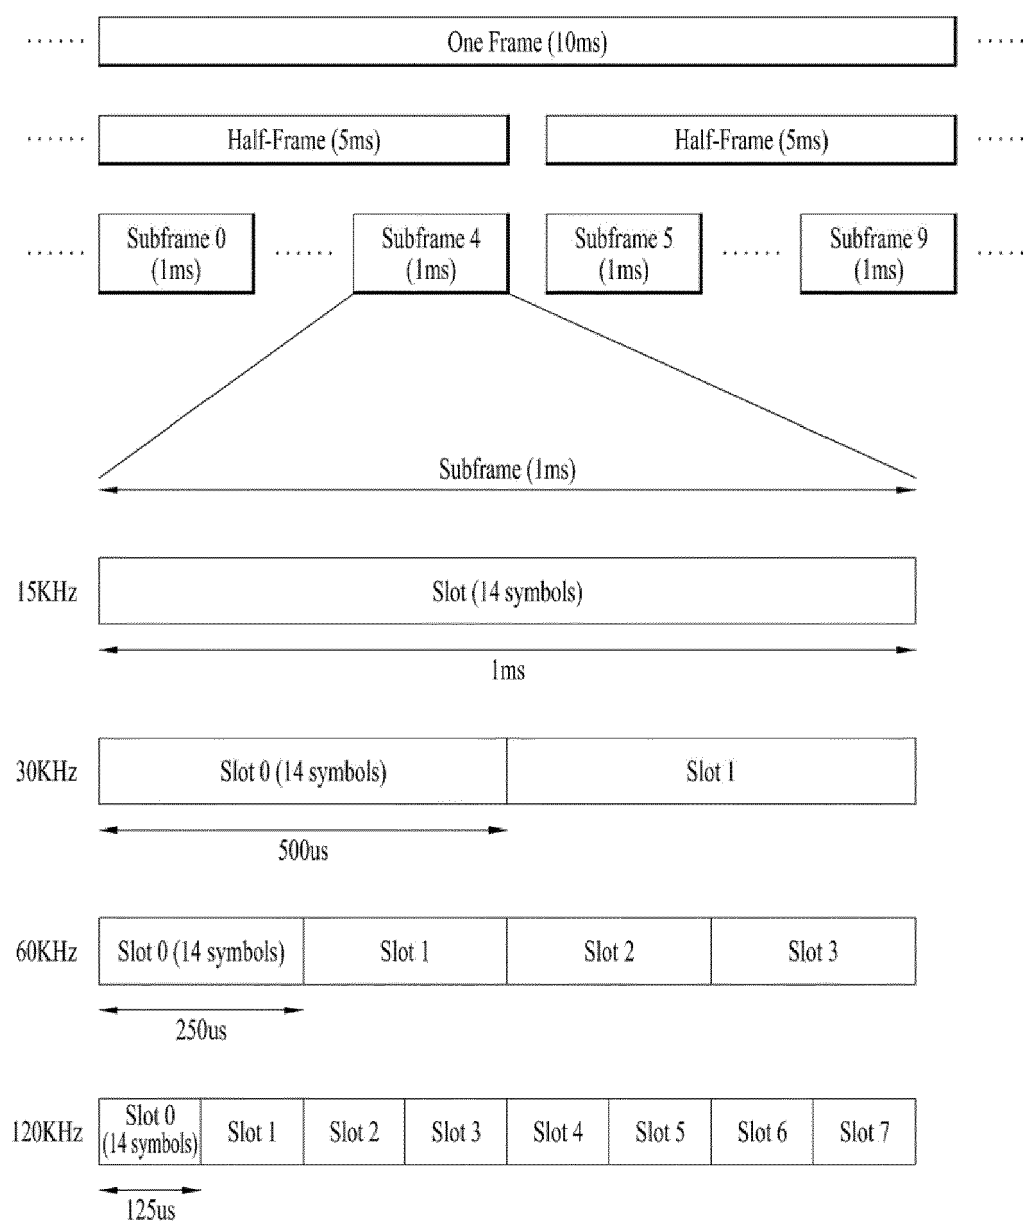 ...... One Frame (10ms) .....
...... Half-Frame (5ms) Half-Frame (5ms) .....
...... Subframe 0 (1ms) ...... Subframe 4 (1ms) Subframe 5 (1ms) ...... Subframe 9 (1ms) .....
Subframe (1ms)
15KHz Slot (14 symbols)
1ms
30KHz Slot 0 (14 symbols) Slot 1
500us
60KHz Slot 0 (14 symbols) Slot 1 Slot 2 Slot 3
250us
120KHz Slot 0 (14 symbols) Slot 1 Slot 2 Slot 3 Slot 4 Slot 5 Slot 6 Slot 7
125us